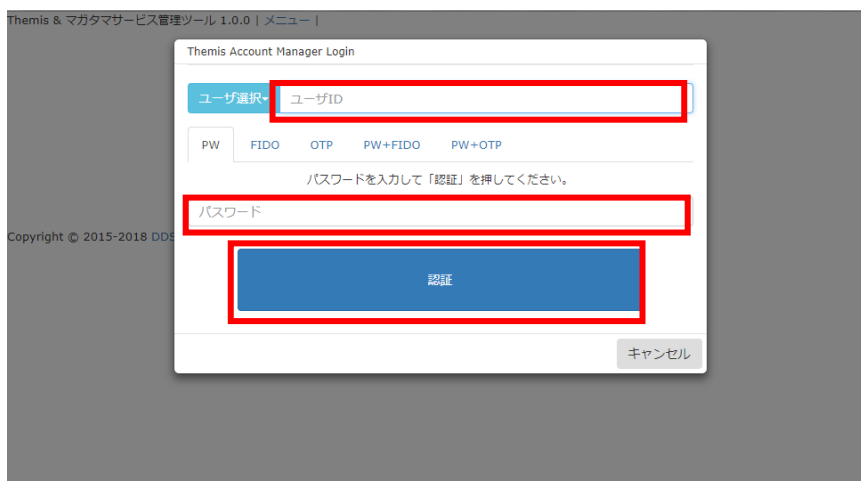 Themis & マガタマサービス管理ツール 1.0.0 | メニュー |
Themis Account Manager Login
ユーザ選択 ユーザID
PW FIDO OTP PW+FIDO PW+OTP
パスワードを入力して「認証」を押してください。
パスワード
Copyright © 2015-2018 DDS
認証
キャンセル